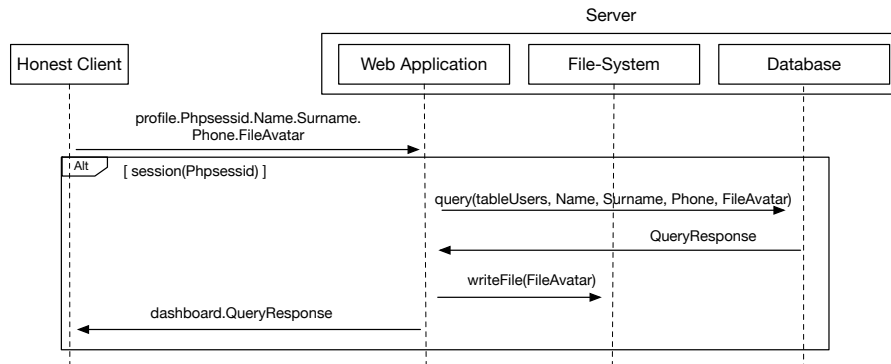 Server
Honest Client
Web Application
File-System
Database
profile.Phpsessid.Name.Surname.
Phone.FileAvatar
Alt
[ session(Phpsessid) ]
query(tableUsers, Name, Surname, Phone, FileAvatar)
QueryResponse
writeFile(FileAvatar)
dashboard.QueryResponse